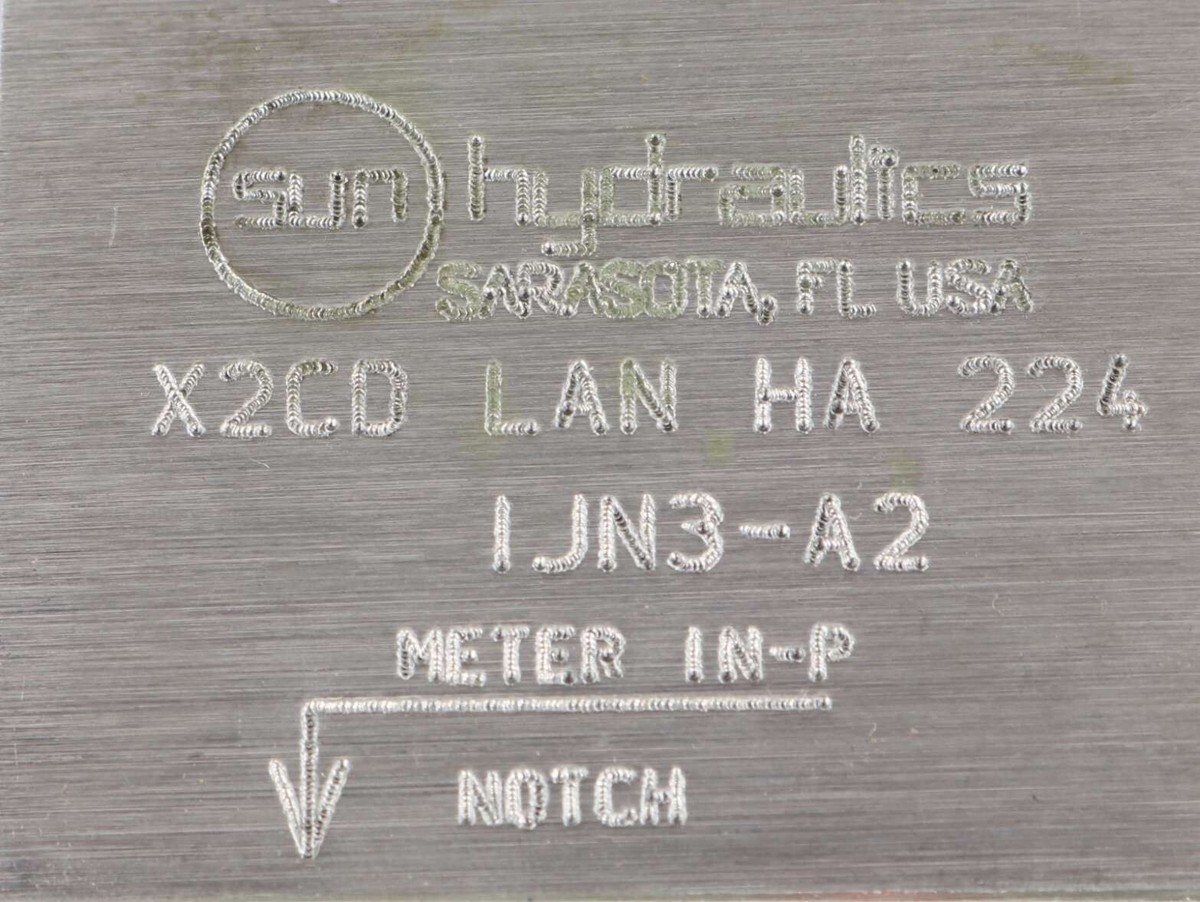 sun hydraulics
SARASOTA, FL USA
X2CD LAN HA 224
1JN3-A2
METER IN-P
NOTCH